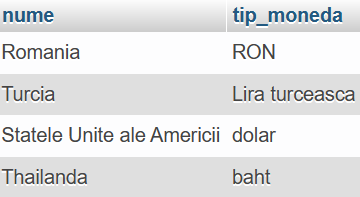 nume tip_moneda
Romania RON
Turcia Lira turceasca
Statele Unite ale Americii dolar
Thailanda baht